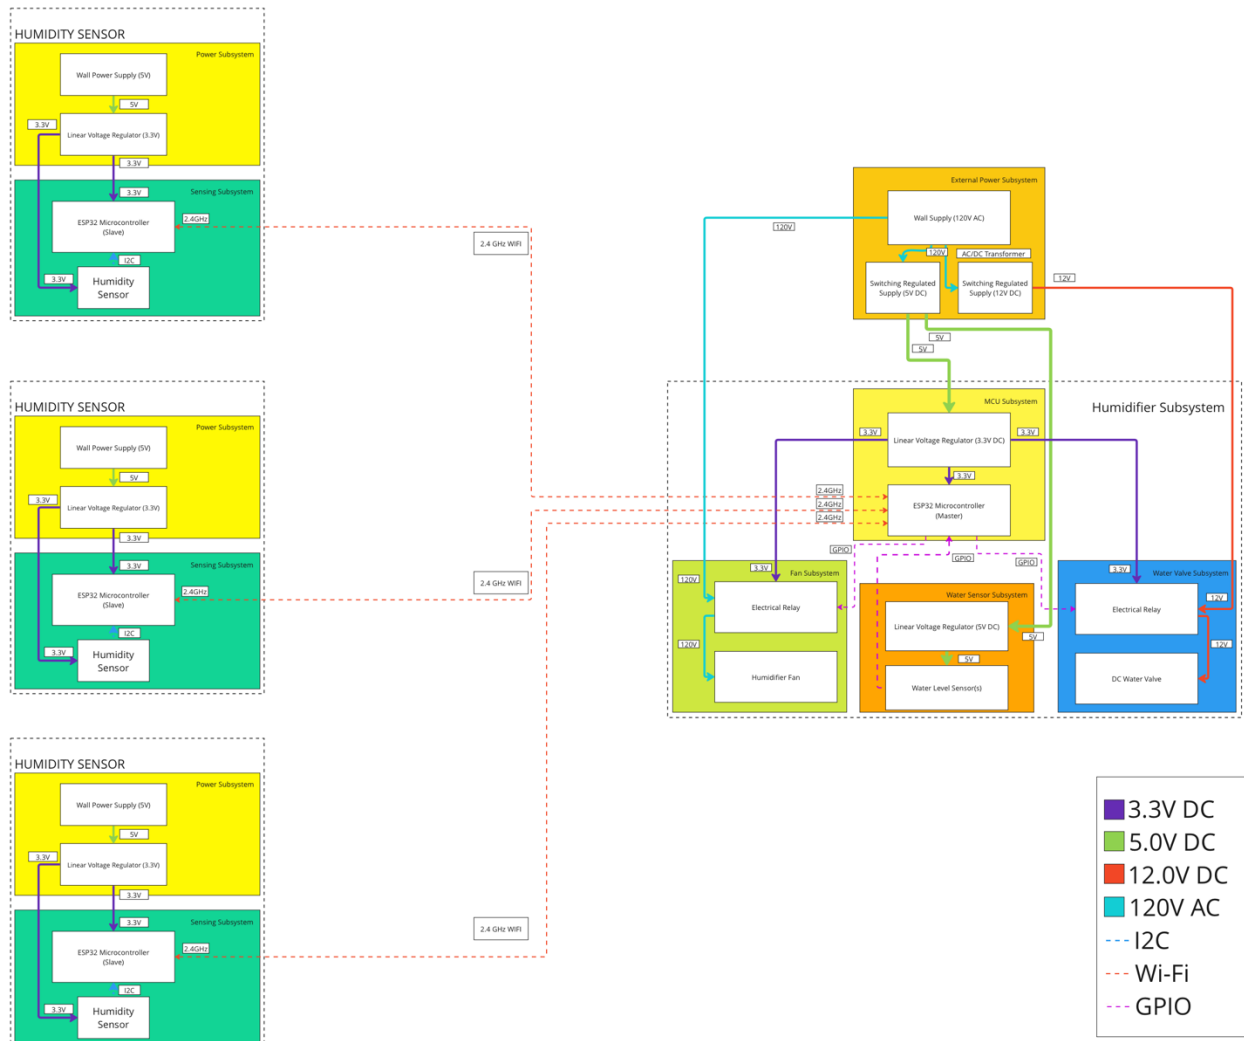 HUMIDITY SENSOR
Power Subsystem
Wall Power Supply (5V)
5V
3.3V
Linear Voltage Regulator (3.3V)
3.3V
Sensing Subsystem
3.3V
ESP32 Microcontroller
(Slave)
2.4GHz
I2C
3.3V
Humidity
Sensor
2.4 GHz WIFI
HUMIDITY SENSOR
Power Subsystem
Wall Power Supply (5V)
5V
3.3V
Linear Voltage Regulator (3.3V)
3.3V
Sensing Subsystem
3.3V
ESP32 Microcontroller
(Slave)
2.4GHz
I2C
3.3V
Humidity
Sensor
2.4 GHz WIFI
HUMIDITY SENSOR
Power Subsystem
Wall Power Supply (5V)
5V
3.3V
Linear Voltage Regulator (3.3V)
3.3V
Sensing Subsystem
3.3V
ESP32 Microcontroller
(Slave)
2.4GHz
I2C
3.3V
Humidity
Sensor
2.4 GHz WIFI
External Power Subsystem
Wall Supply (120V AC)
120V
120V
AC/DC Transformer
Switching Regulated
Supply (5V DC)
Switching Regulated
Supply (12V DC)
12V
5V
5V
Humidifier Subsystem
MCU Subsystem
3.3V
Linear Voltage Regulator (3.3V DC)
3.3V
3.3V
2.4GHz
2.4GHz
2.4GHz
ESP32 Microcontroller
(Master)
GPIO
GPIO
GPIO
Fan Subsystem
3.3V
120V
Electrical Relay
120V
Humidifier Fan
Water Sensor Subsystem
Linear Voltage Regulator (5V DC)
5V
5V
Water Level Sensor(s)
Water Valve Subsystem
3.3V
12V
Electrical Relay
12V
DC Water Valve
3.3V DC
5.0V DC
12.0V DC
120V AC
I2C
Wi-Fi
GPIO